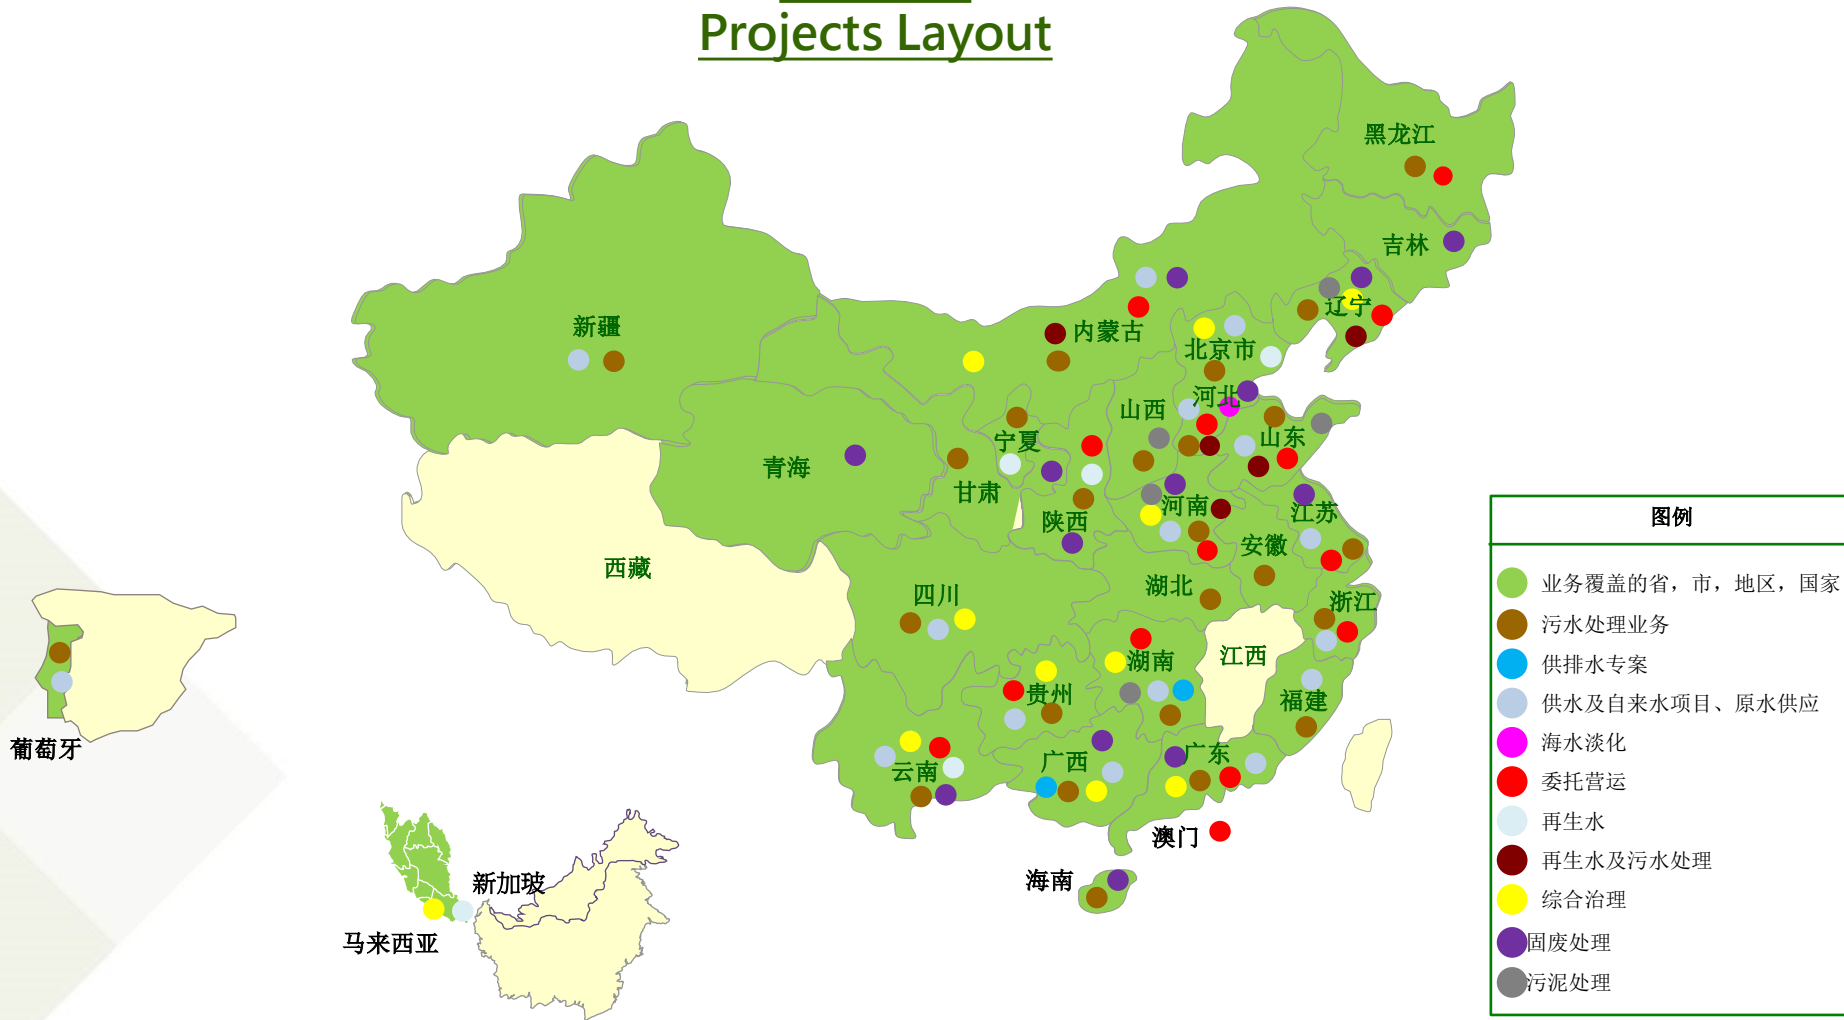 Projects Layout
黑龙江
吉林
辽宁
内蒙古
新疆
北京市
河北
山西
宁夏
山东
青海
甘肃
陕西
河南
江苏
安徽
西藏
四川
湖北
浙江
湖南
江西
贵州
福建
云南
广西
广东
澳门
海南
葡萄牙
新加玻
马来西亚
图例
业务覆盖的省，市，地区，国家
污水处理业务
供排水专案
供水及自来水项目、原水供应
海水淡化
委托营运
再生水
再生水及污水处理
综合治理
固废处理
污泥处理